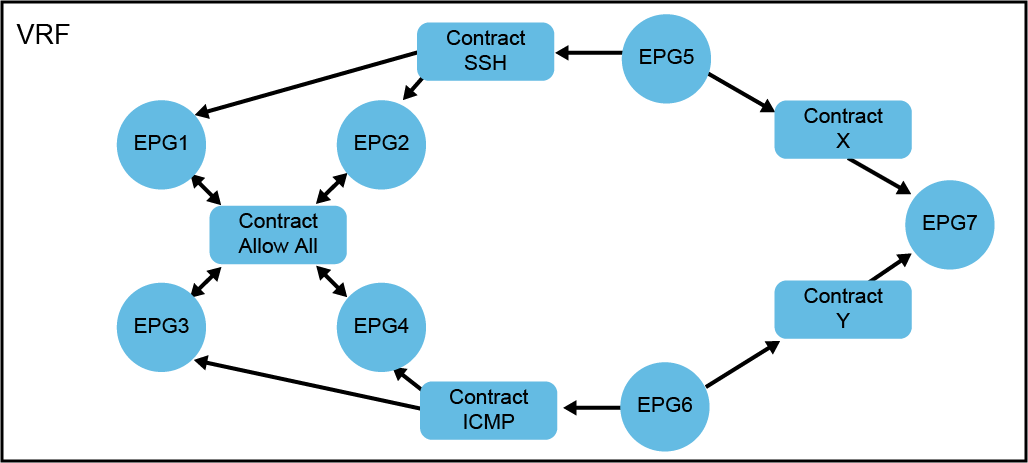 VRF
Contract
SSH
EPG5
Contract
X
EPG1
EPG2
EPG7
Contract
Allow All
Contract
Y
EPG3
EPG4
Contract
ICMP
EPG6